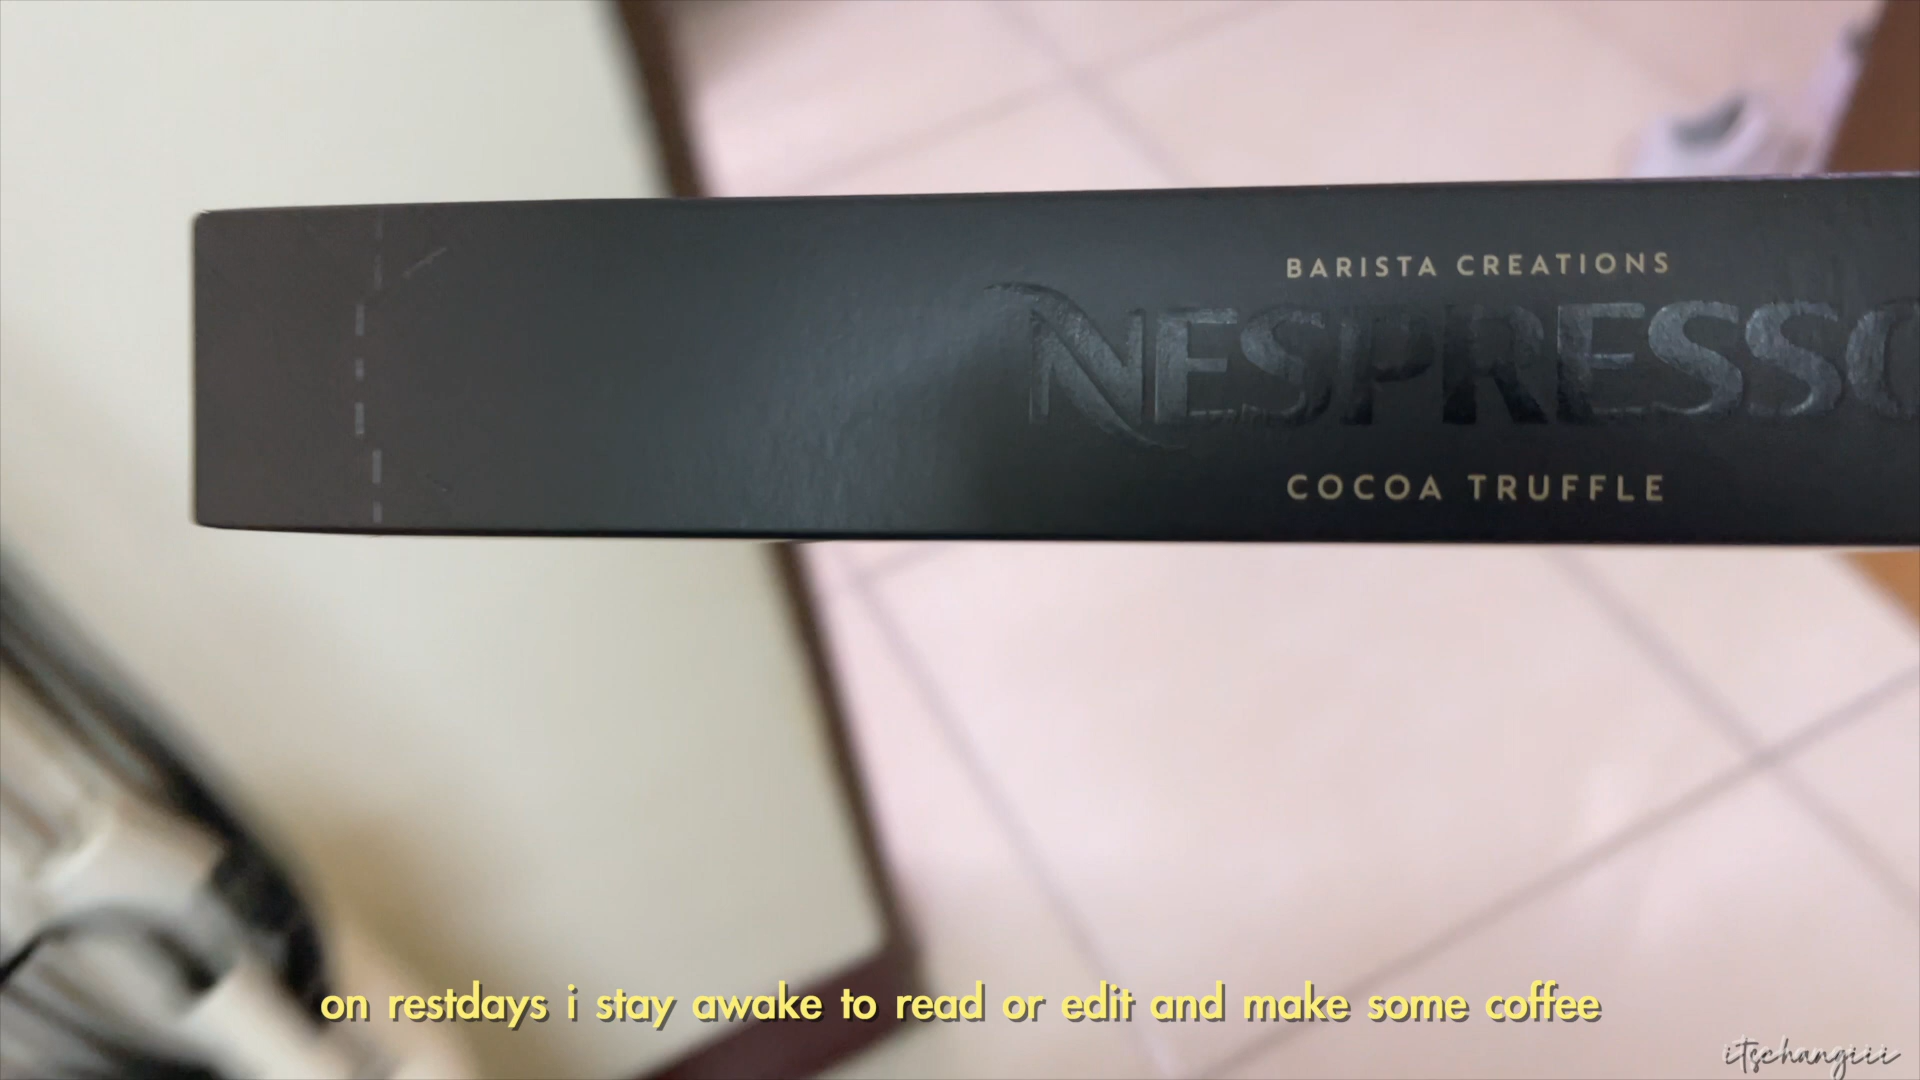 BARISTA CREATIONS
NESPRESSO
COCOA TRUFFLE
on restdays i stay awake to read or edit and make some coffee
itschangiii